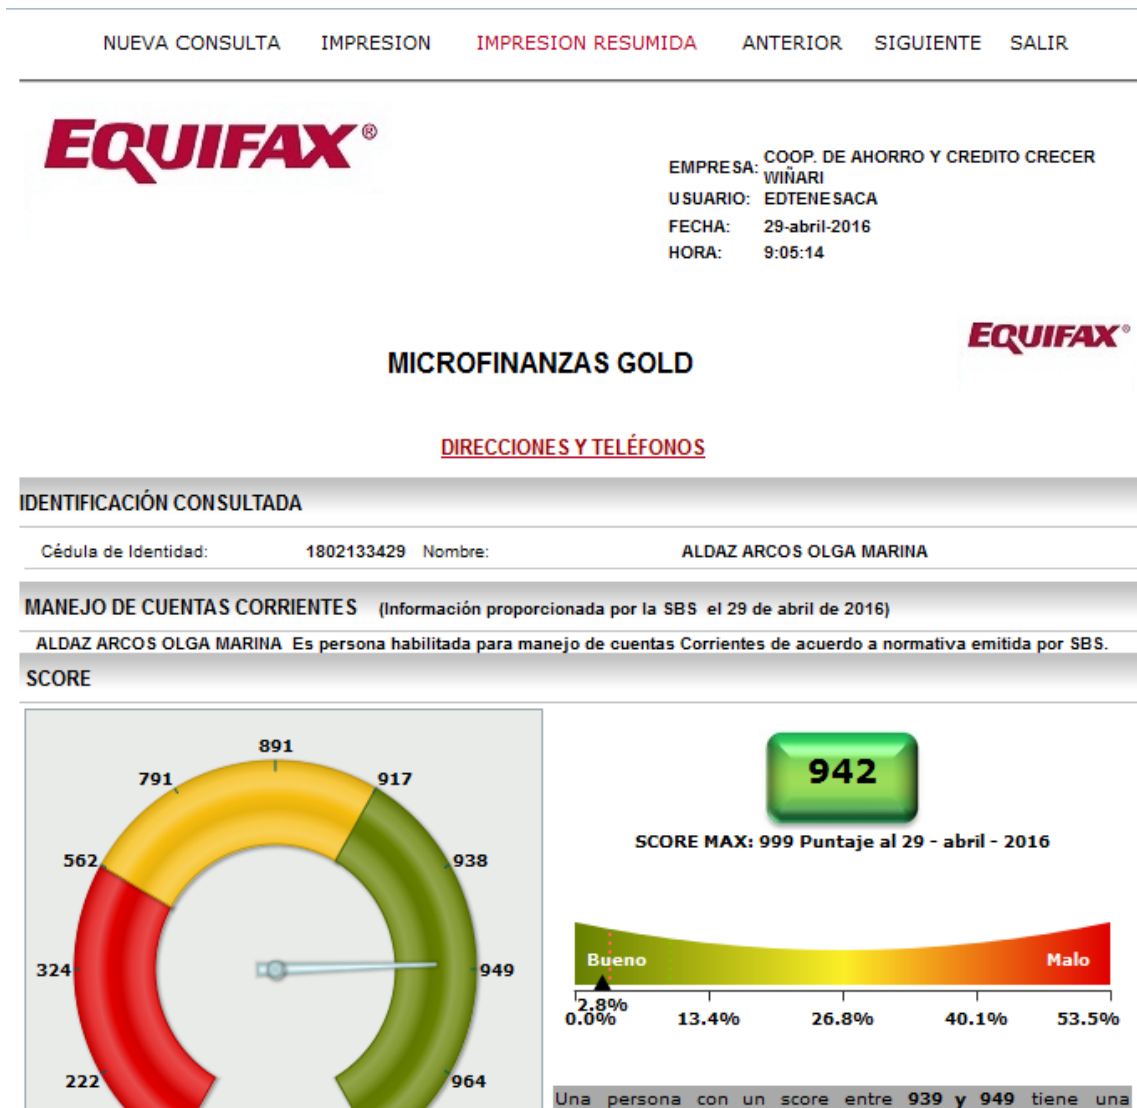 NUEVA CONSULTA IMPRESION IMPRESION RESUMIDA ANTERIOR SIGUIENTE SALIR
EQUIFAX®
EMPRESA: COOP. DE AHORRO Y CREDITO CRECER WIÑARI
USUARIO: EDTENESACA
FECHA: 29-abril-2016
HORA: 9:05:14
EQUIFAX®
MICROFINANZAS GOLD
DIRECCIONES Y TELÉFONOS
IDENTIFICACIÓN CONSULTADA
Cédula de Identidad: 1802133429 Nombre: ALDAZ ARCOS OLGA MARINA
MANEJO DE CUENTAS CORRIENTES (Información proporcionada por la SBS el 29 de abril de 2016)
ALDAZ ARCOS OLGA MARINA Es persona habilitada para manejo de cuentas Corrientes de acuerdo a normativa emitida por SBS.
SCORE
891
791
917
562
938
324
949
222
964
942
SCORE MAX: 999 Puntaje al 29 - abril - 2016
Bueno
Malo
2.8%
0.0% 13.4% 26.8% 40.1% 53.5%
Una persona con un score entre 939 y 949 tiene una